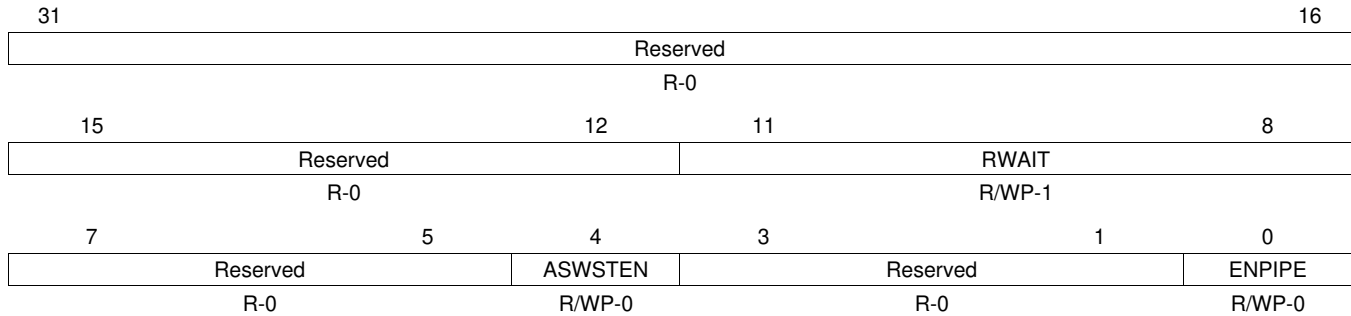 31 16
Reserved
R-0
15 12 11 8
Reserved RWAIT
R-0 R/WP-1
7 5 4 3 1 0
Reserved ASWSTEN Reserved ENPIPE
R-0 R/WP-0 R-0 R/WP-0